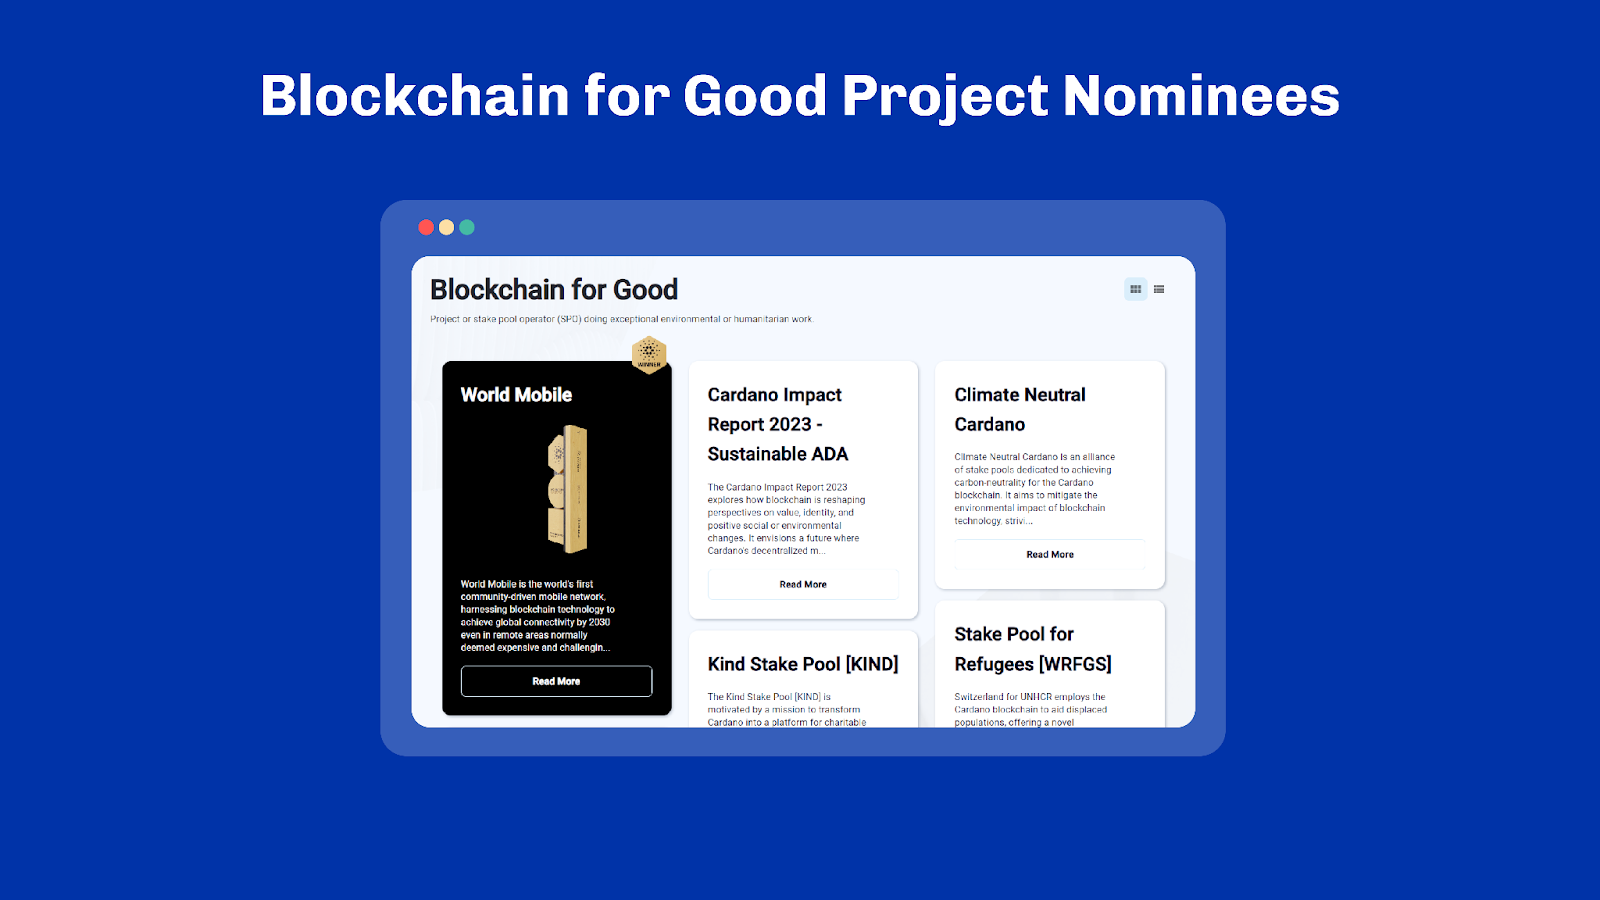 Blockchain for Good Project Nominees
Blockchain for Good
Project or stake pool operator (SPO) doing exceptional environmental or humanitarian work.
WINNER
World Mobile
World Mobile is the world's first
community-driven mobile network,
harnessing blockchain technology to
achieve global connectivity by 2030
even in remote areas normally
deemed expensive and challengin...
Read More
Cardano Impact
Report 2023 -
Sustainable ADA
The Cardano Impact Report 2023
explores how blockchain is reshaping
perspectives on value, identity, and
positive social or environmental
changes. It envisions a future where
Cardano's decentralized m...
Read More
Kind Stake Pool [KIND]
The Kind Stake Pool [KIND] is
motivated by a mission to transform
Cardano into a platform for charitable
Climate Neutral
Cardano
Climate Neutral Cardano is an alliance
of stake pools dedicated to achieving
carbon-neutrality for the Cardano
blockchain. It aims to mitigate the
environmental impact of blockchain
technology, strivi...
Read More
Stake Pool for
Refugees [WRFGS]
Switzerland for UNHCR employs the
Cardano blockchain to aid displaced
populations, offering a novel